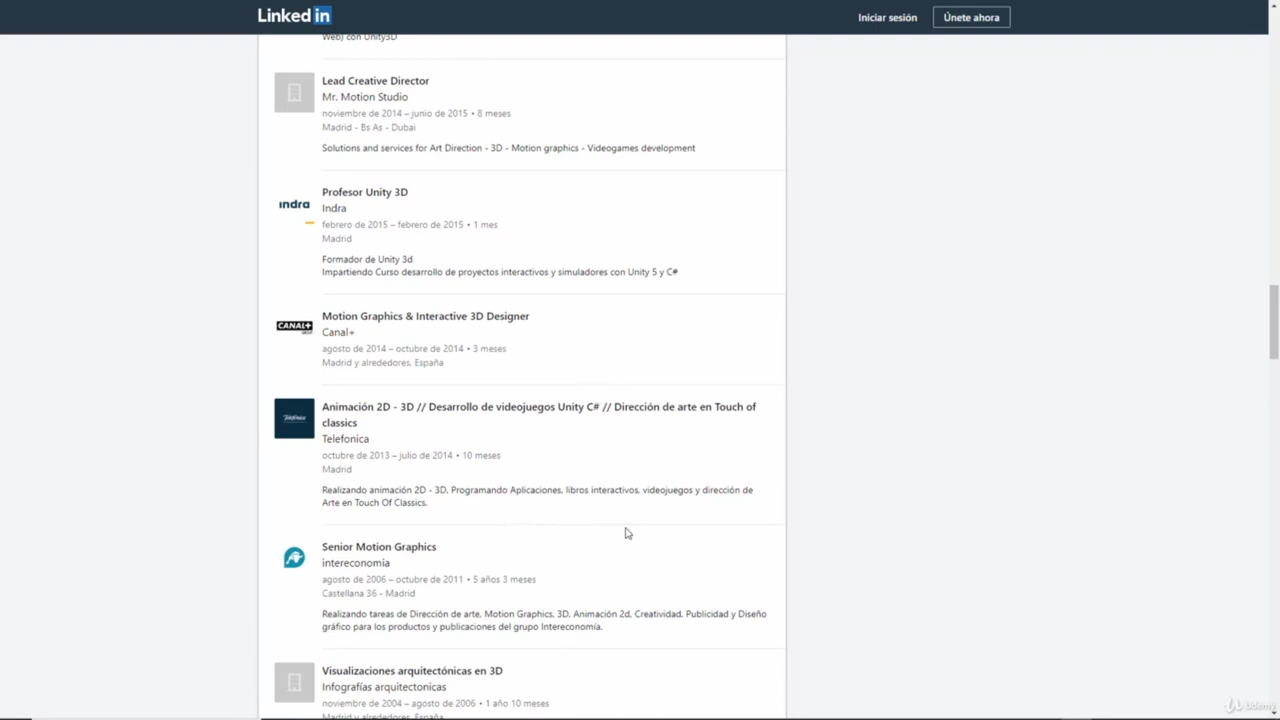 Linked in
Iniciar sesión
Únete ahora
Web) con Unity3D
Lead Creative Director
Mr. Motion Studio
noviembre de 2014 – junio de 2015 • 8 meses
Madrid - Bs As - Dubai
Solutions and services for Art Direction - 3D - Motion graphics - Videogames development
indra
Profesor Unity 3D
Indra
febrero de 2015 – febrero de 2015 • 1 mes
Madrid
Formador de Unity 3d
Impartiendo Curso desarrollo de proyectos interactivos y simuladores con Unity 5 y C#
CANAL+
Motion Graphics & Interactive 3D Designer
Canal+
agosto de 2014 – octubre de 2014 • 3 meses
Madrid y alrededores, España
Telefónica
Animación 2D - 3D // Desarrollo de videojuegos Unity C# // Dirección de arte en Touch of
classics
Telefonica
octubre de 2013 – julio de 2014 • 10 meses
Madrid
Realizando animación 2D - 3D. Programando Aplicaciones, libros interactivos, videojuegos y dirección de
Arte en Touch Of Classics.
Senior Motion Graphics
intereconomia
agosto de 2006 – octubre de 2011 • 5 años 3 meses
Castellana 36 - Madrid
Realizando tareas de Dirección de arte, Motion Graphics, 3D, Animación 2d, Creatividad, Publicidad y Diseño
gráfico para los productos y publicaciones del grupo Intereconomía.
Visualizaciones arquitectónicas en 3D
Infografías arquitectonicas
noviembre de 2004 – agosto de 2006 • 1 año 10 meses
Madrid y alrededores, España
Udemy